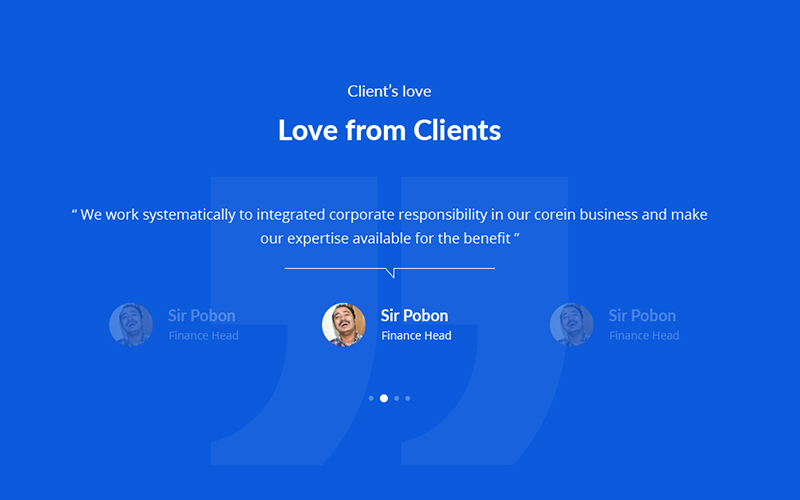 Client's love
Love from Clients
“ We work systematically to integrated corporate responsibility in our corein business and make
our expertise available for the benefit “
Sir Pobon
Finance Head
Sir Pobon
Finance Head
Sir Pobon
Finance Head